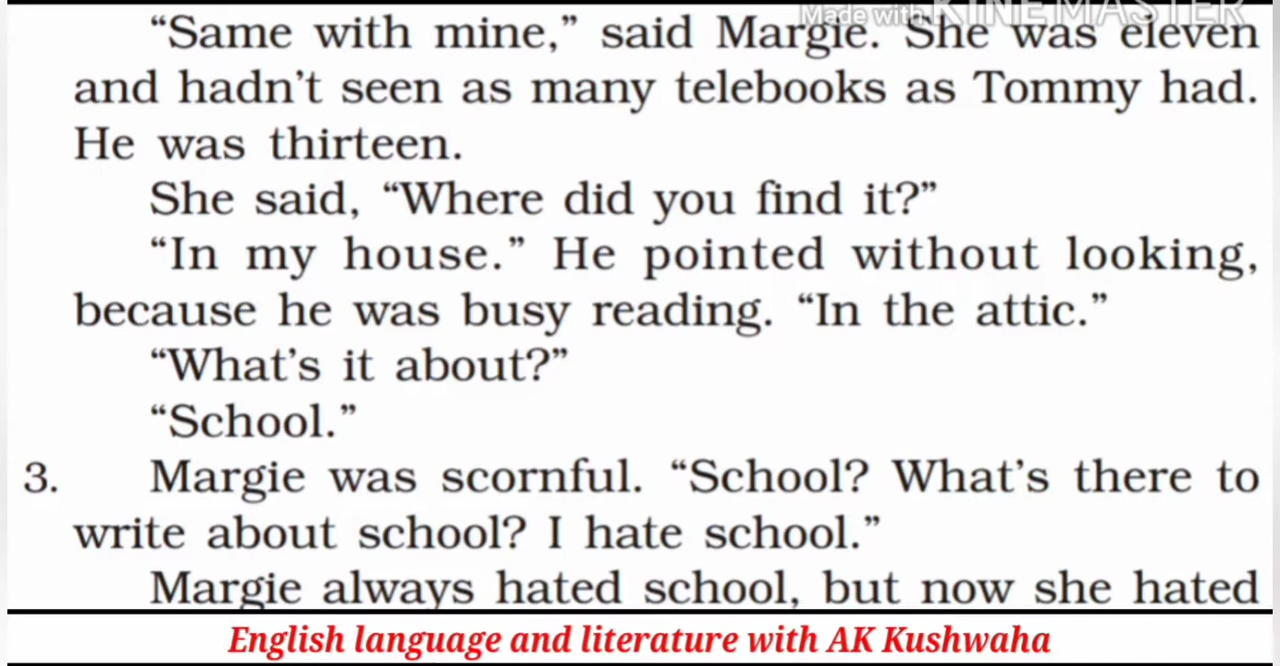 Made with KINEMASTER
“Same with mine,” said Margie. She was eleven
and hadn’t seen as many telebooks as Tommy had.
He was thirteen.
She said, “Where did you find it?”
“In my house.” He pointed without looking,
because he was busy reading. “In the attic.”
“What’s it about?”
“School.”
3. Margie was scornful. “School? What’s there to
write about school? I hate school.”
Margie always hated school, but now she hated
English language and literature with AK Kushwaha